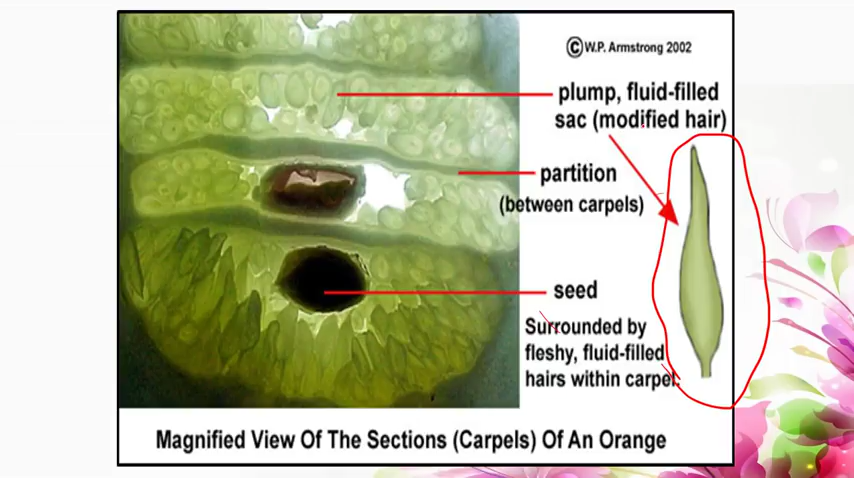 ©W.P. Armstrong 2002
plump, fluid-filled
sac (modified hair)
partition
(between carpels)
seed
Surrounded by
fleshy, fluid-filled
hairs within carpel.
Magnified View Of The Sections (Carpels) Of An Orange